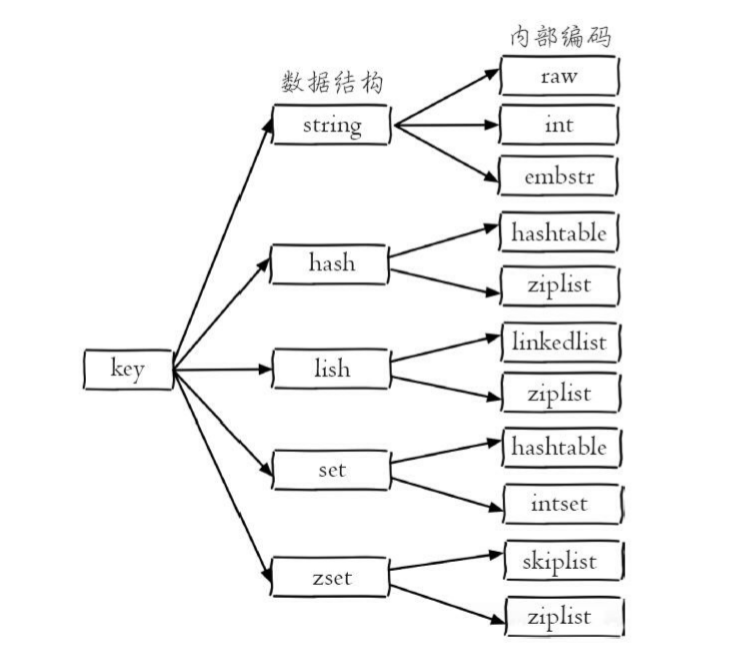 内部编码
数据结构
raw
string
int
embstr
hashtable
hash
ziplist
linkedlist
key
lish
ziplist
hashtable
set
intset
skiplist
zset
ziplist